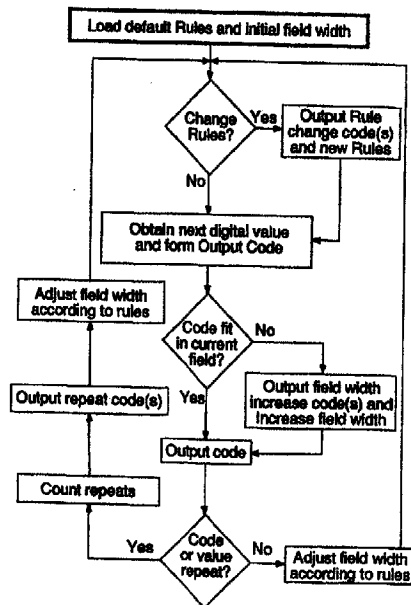 Load default Rules and initial field width
Change
Rules?
Yes
Output Rule
change code(s)
and new Rules
No
Obtain next digital value
and form Output Code
Adjust field width
according to rules
Code fit
in current
field?
No
Yes
Output field width
increase code(s) and
Increase field width
Output repeat code(s)
Output code
Count repeats
Yes
Code
or value
repeat?
No
Adjust field width
according to rules